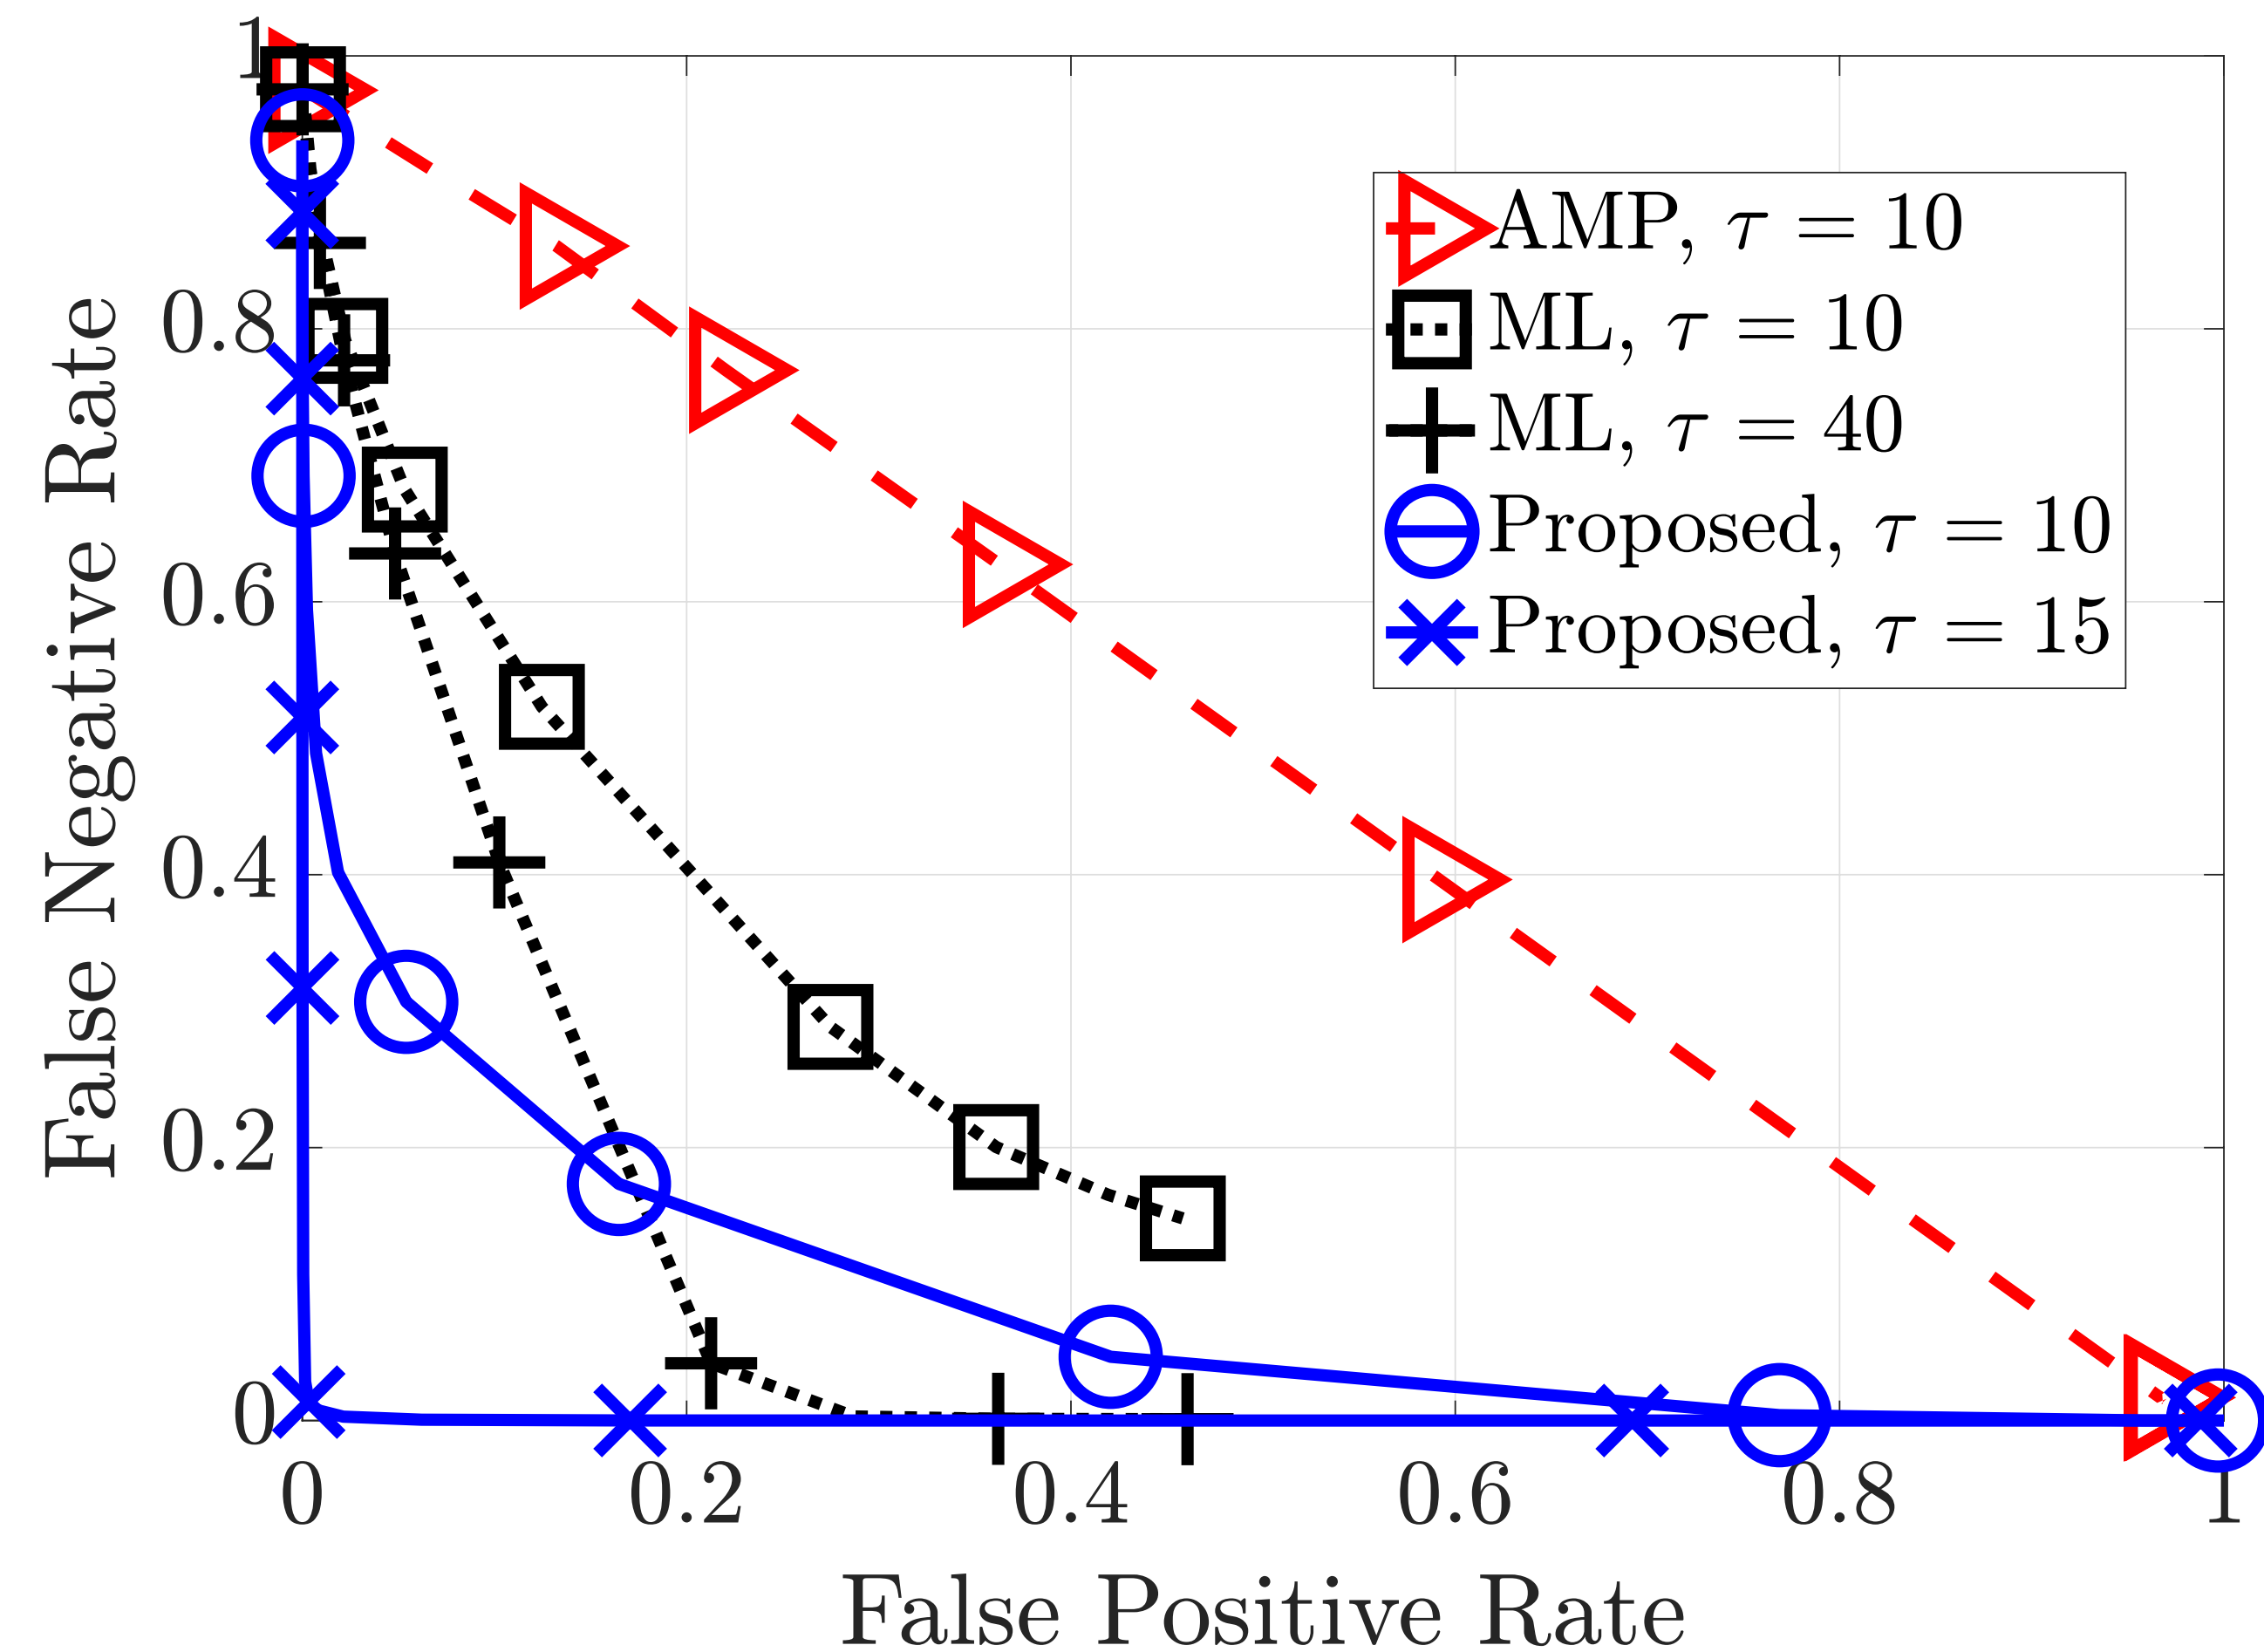 1
0.8
0.6
0.4
0.2
0
False Negative Rate
AMP, τ = 10
ML, τ = 10
ML, τ = 40
Proposed, τ = 10
Proposed, τ = 15
0 0.2 0.4 0.6 0.8 1
False Positive Rate